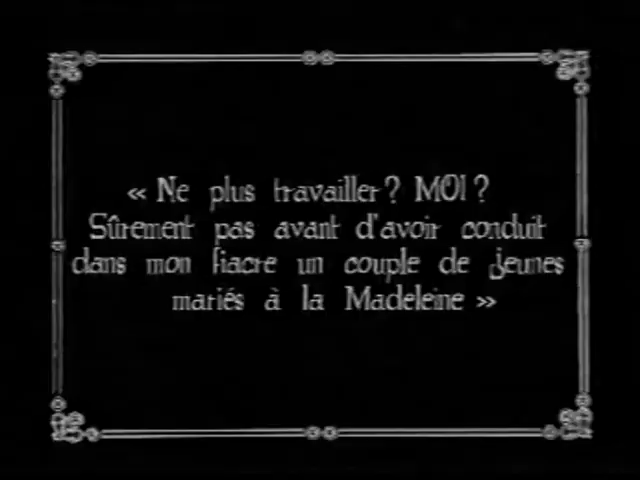 « Ne plus travailler ? MOI ?
Sûrement pas avant d'avoir conduit
dans mon fiacre un couple de jeunes
mariés à la Madeleine »